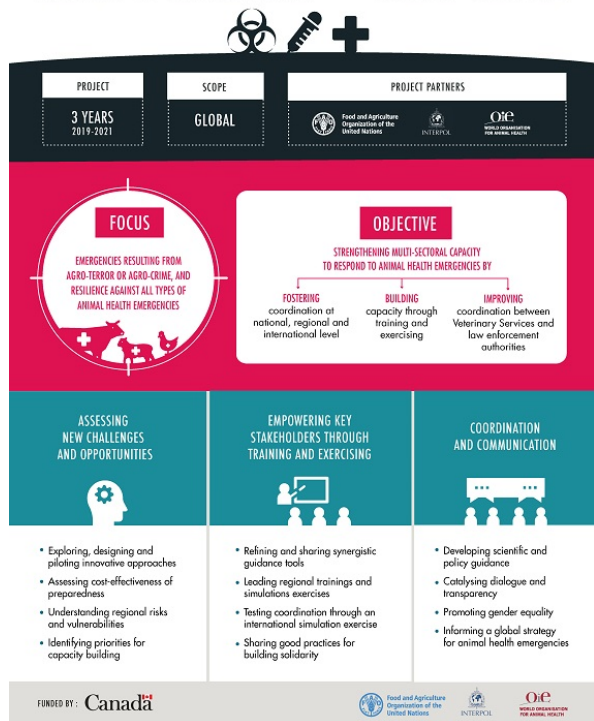 PROJECT
3 YEARS
2019-2021
SCOPE
GLOBAL
PROJECT PARTNERS
Food and Agriculture
Organization of the
United Nations
INTERPOL
Oie
WORLD ORGANISATION
FOR ANIMAL HEALTH
FOCUS
EMERGENCIES RESULTING FROM
AGRO-TERROR OR AGRO-CRIME, AND
RESILIENCE AGAINST ALL TYPES OF
ANIMAL HEALTH EMERGENCIES
OBJECTIVE
STRENGTHENING MULTI-SECTORAL CAPACITY
TO RESPOND TO ANIMAL HEALTH EMERGENCIES BY
FOSTERING
coordination at
national, regional and
international level
BUILDING
capacity through
training and
exercising
IMPROVING
coordination between
Veterinary Services and
law enforcement
authorities
ASSESSING
NEW CHALLENGES
AND OPPORTUNITIES
• Exploring, designing and
piloting innovative approaches
• Assessing cost-effectiveness of
preparedness
• Understanding regional risks
and vulnerabilities
• Identifying priorities for
capacity building
EMPOWERING KEY
STAKEHOLDERS THROUGH
TRAINING AND EXERCISING
• Refining and sharing synergistic
guidance tools
• Leading regional trainings and
simulations exercises
• Testing coordination through an
international simulation exercise
• Sharing good practices for
building solidarity
COORDINATION
AND COMMUNICATION
• Developing scientific and
policy guidance
• Catalysing dialogue and
transparency
• Promoting gender equality
• Informing a global strategy
for animal health emergencies
FUNDED BY : Canada
Food and Agriculture
Organization of the
United Nations
INTERPOL
Oie
WORLD ORGANISATION
FOR ANIMAL HEALTH